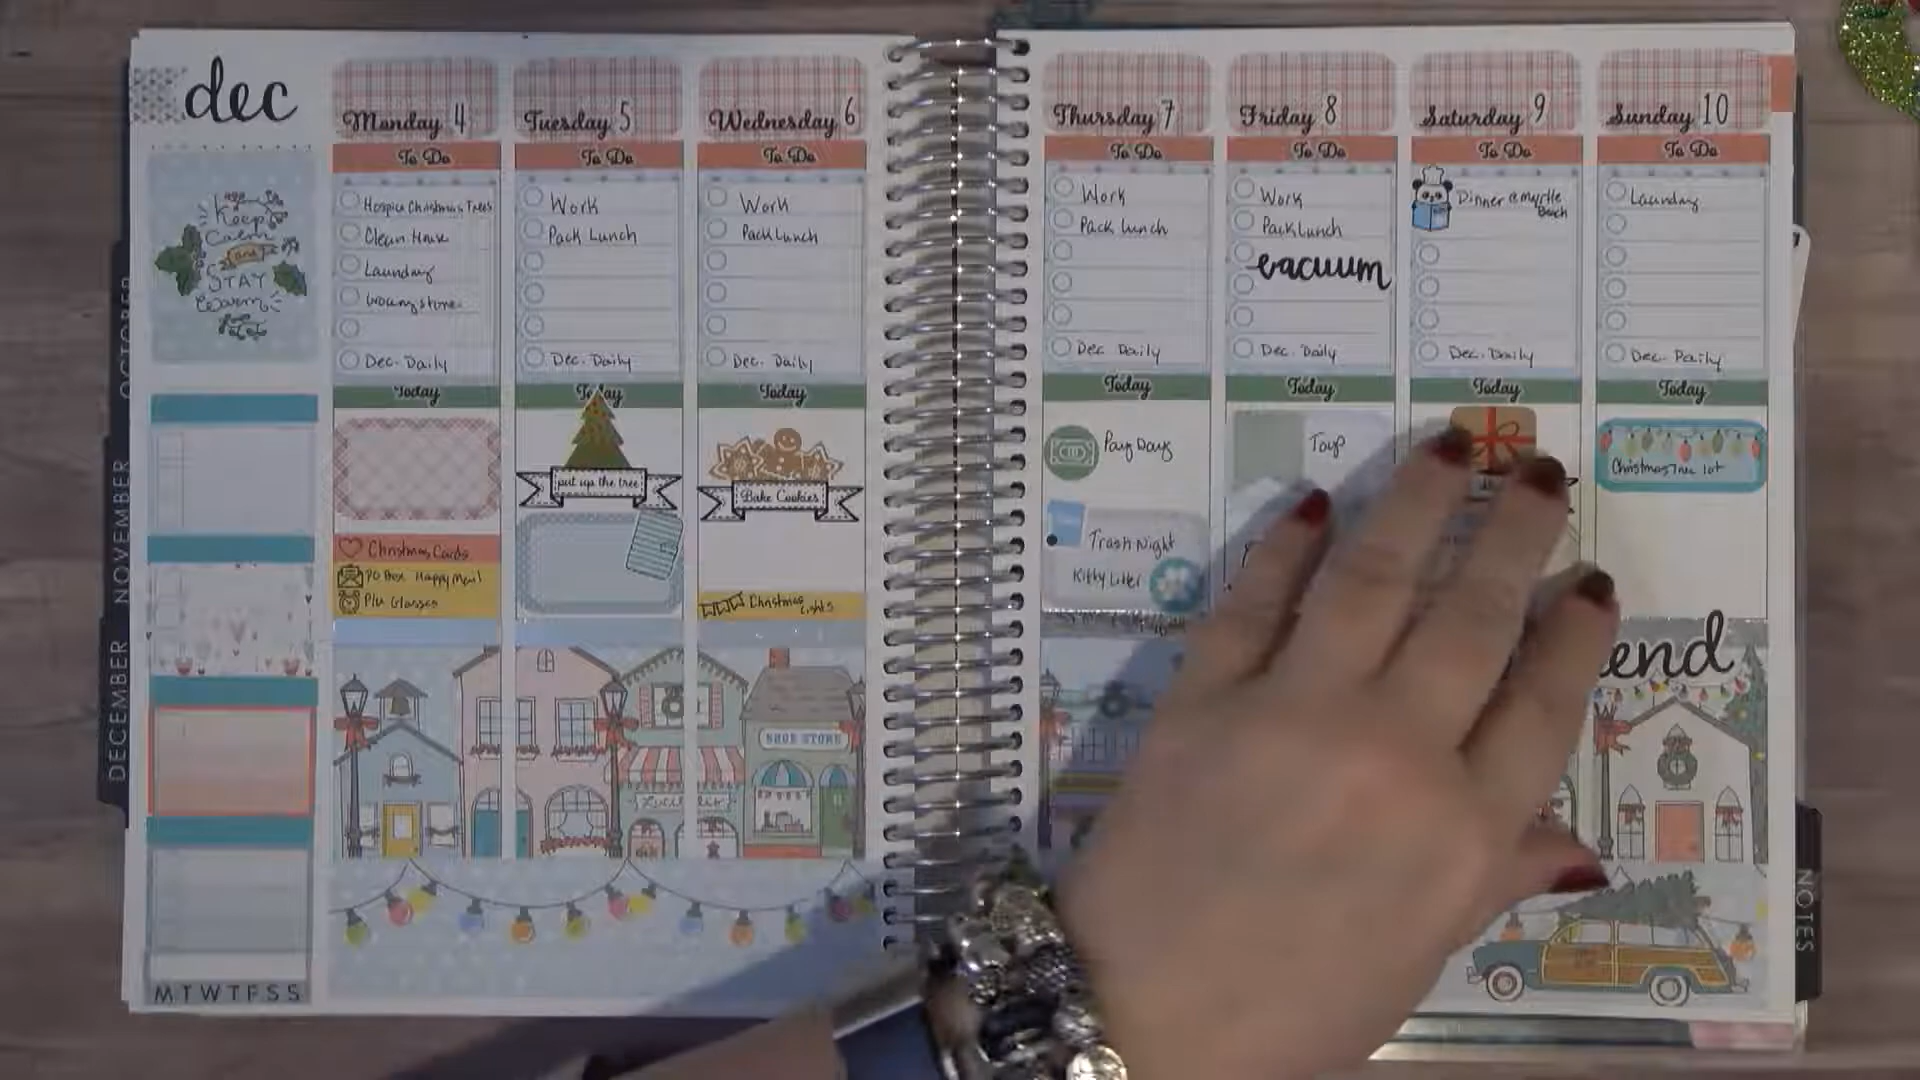 dec
Keep
Calm
and
STAY
Warm
M T W T F S S
OCTOBER
NOVEMBER
DECEMBER
Monday 4
To Do
Hospice Christmas Trees
Clean House
Laundry
Dec. Daily
Today
Christmas Cards
PO Box Happy Mail
Glasses
Tuesday 5
To Do
Work
Pack Lunch
Dec. Daily
Today
put up the tree
Wednesday 6
To Do
Work
Pack Lunch
Dec. Daily
Today
Bake Cookies
Christmas
SHOE STORE
Thursday 7
To Do
Work
Pack Lunch
Dec Daily
Today
Pay Day
Trash Night
Kitty Litter
Friday 8
To Do
Work
Pack Lunch
vacuum
Dec. Daily
Today
Saturday 9
To Do
Dinner @ Myrtle
Beach
Dec. Daily
Today
Sunday 10
To Do
Laundry
Dec. Daily
Today
Christmas Tree Lot
end
NOTES